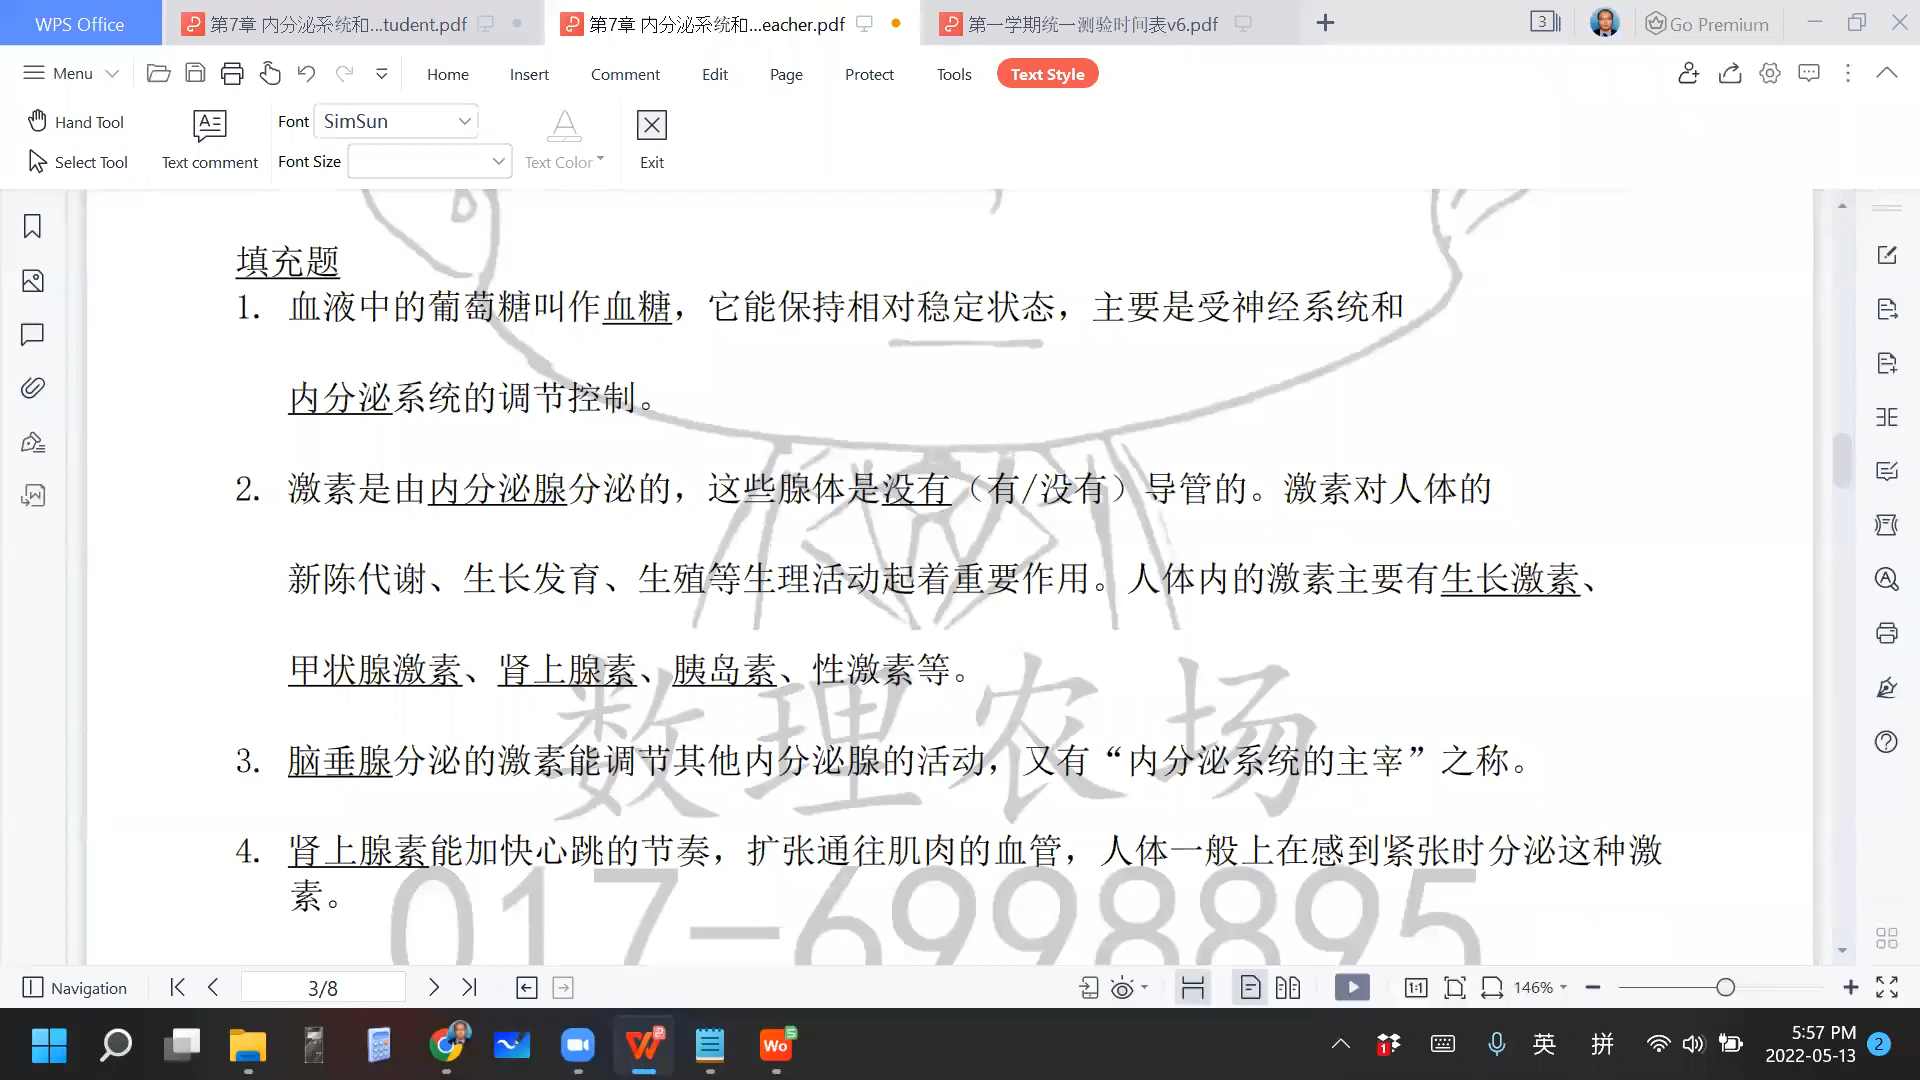 WPS Office
第7章 内分泌系统和...tudent.pdf
第7章 内分泌系统和...eacher.pdf
第一学期统一测验时间表v6.pdf
3
Go Premium
Menu
Home
Insert
Comment
Edit
Page
Protect
Tools
Text Style
Hand Tool
Select Tool
Text comment
Font SimSun
Font Size
Text Color
Exit
填充题
1. 血液中的葡萄糖叫作血糖，它能保持相对稳定状态，主要是受神经系统和
内分泌系统的调节控制。
2. 激素是由内分泌腺分泌的，这些腺体是没有（有/没有）导管的。激素对人体的
新陈代谢、生长发育、生殖等生理活动起着重要作用。人体内的激素主要有生长激素、
甲状腺激素、肾上腺素、胰岛素、性激素等。
数理农场
3. 脑垂腺分泌的激素能调节其他内分泌腺的活动，又有“内分泌系统的主宰”之称。
4. 肾上腺素能加快心跳的节奏，扩张通往肌肉的血管，人体一般上在感到紧张时分泌这种激
素。
017-6998895
Navigation
3/8
1:1
146%
Wo
S
1
英
拼
5:57 PM
2022-05-13
2